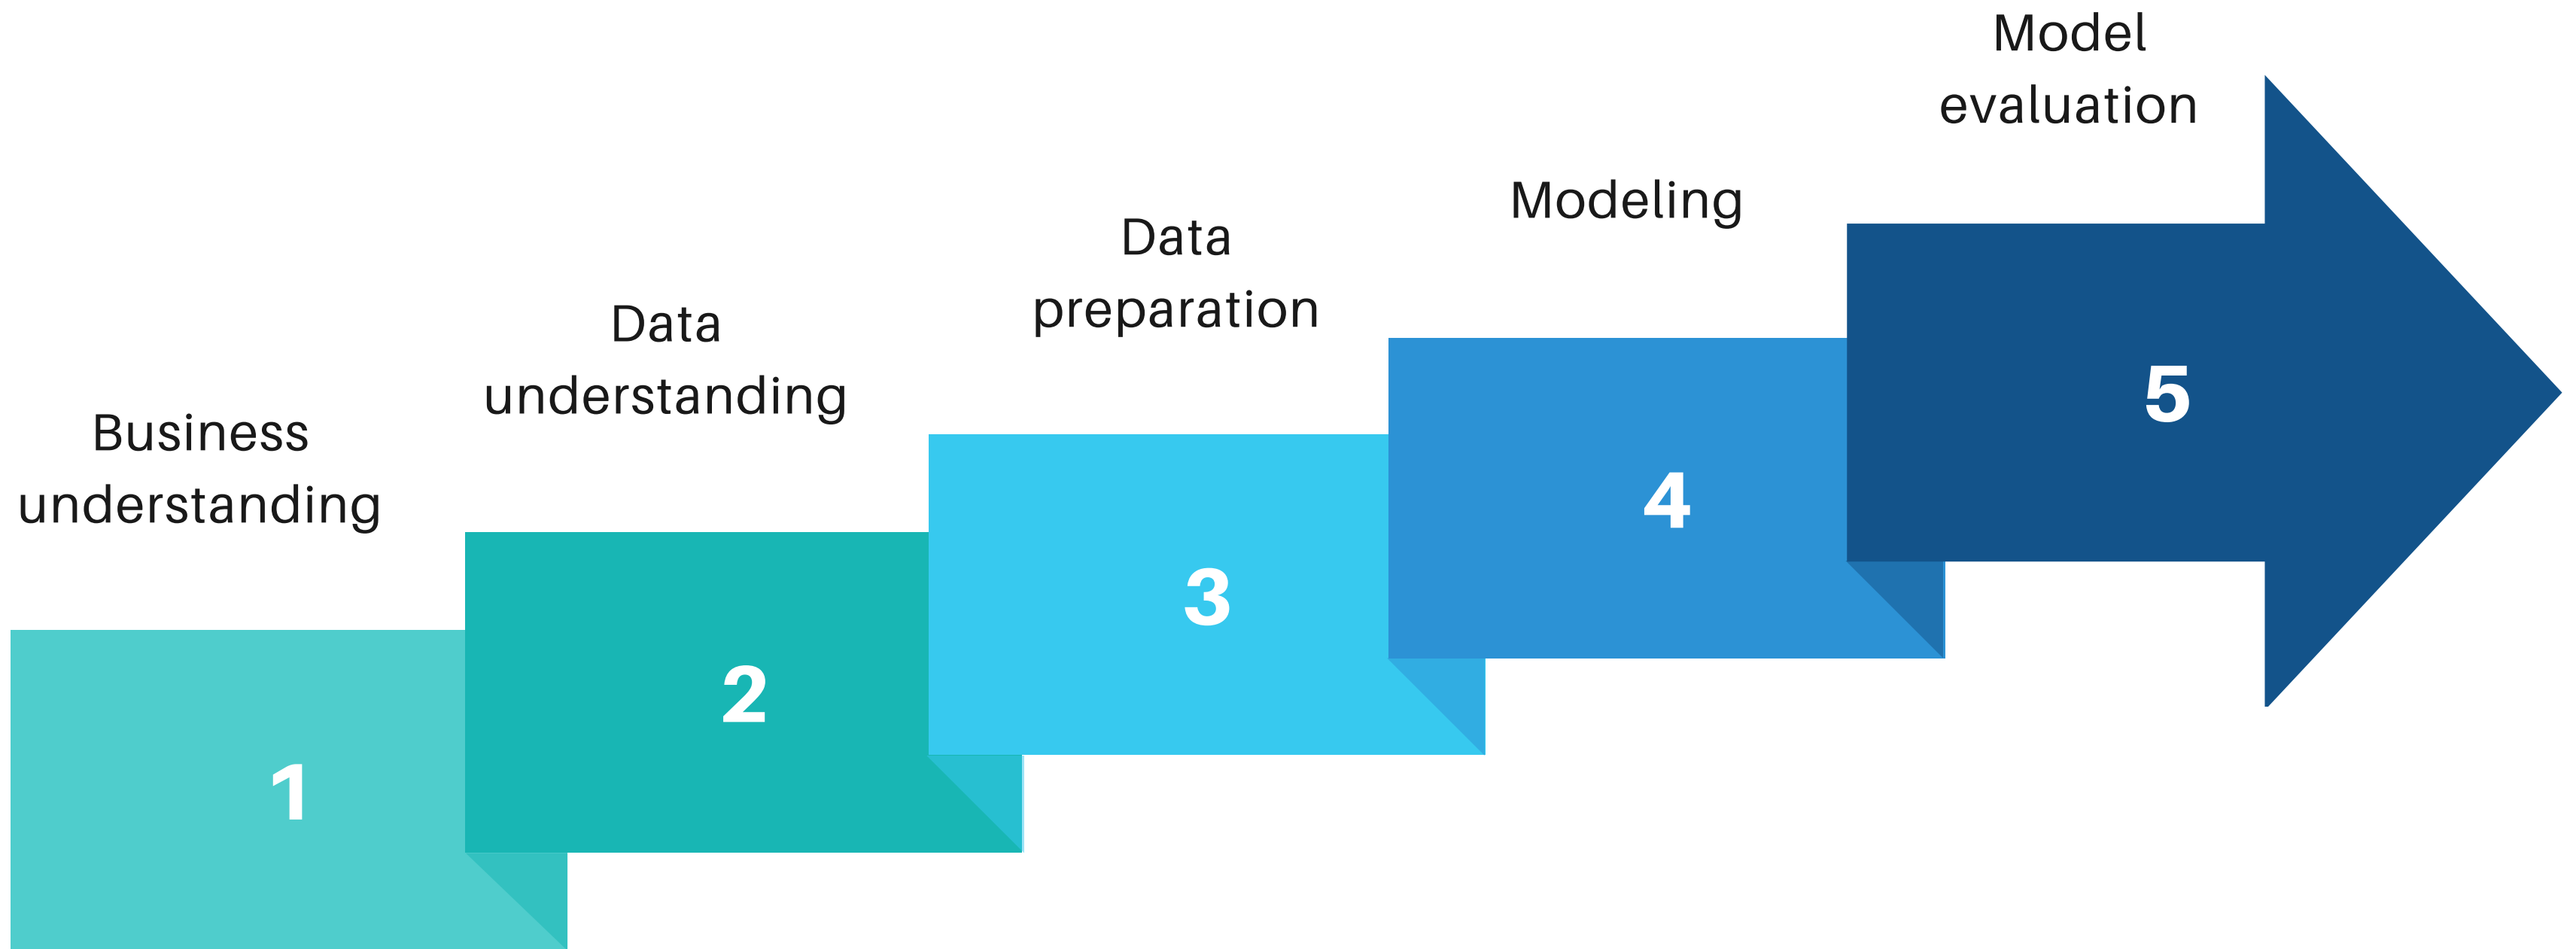 Business
understanding
1
Data
understanding
2
Data
preparation
3
Modeling
4
Model
evaluation
5